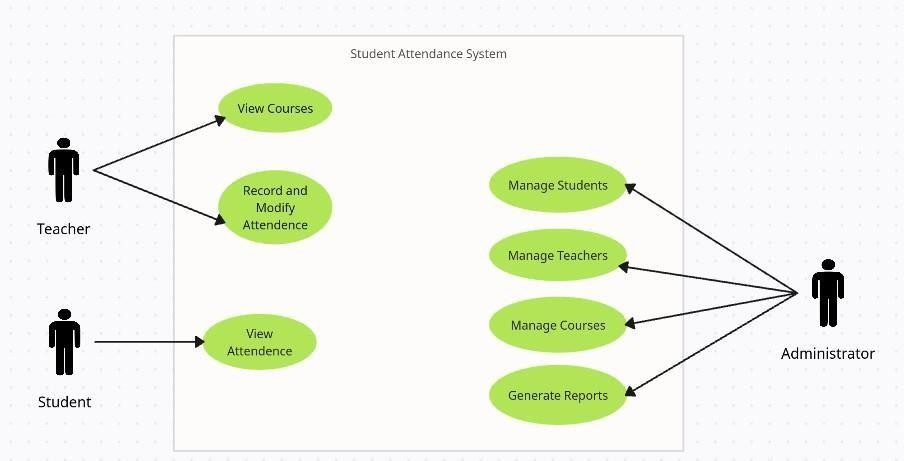 Student Attendance System
View Courses
Record and
Modify
Attendence
Teacher
View
Attendence
Student
Manage Students
Manage Teachers
Manage Courses
Generate Reports
Administrator